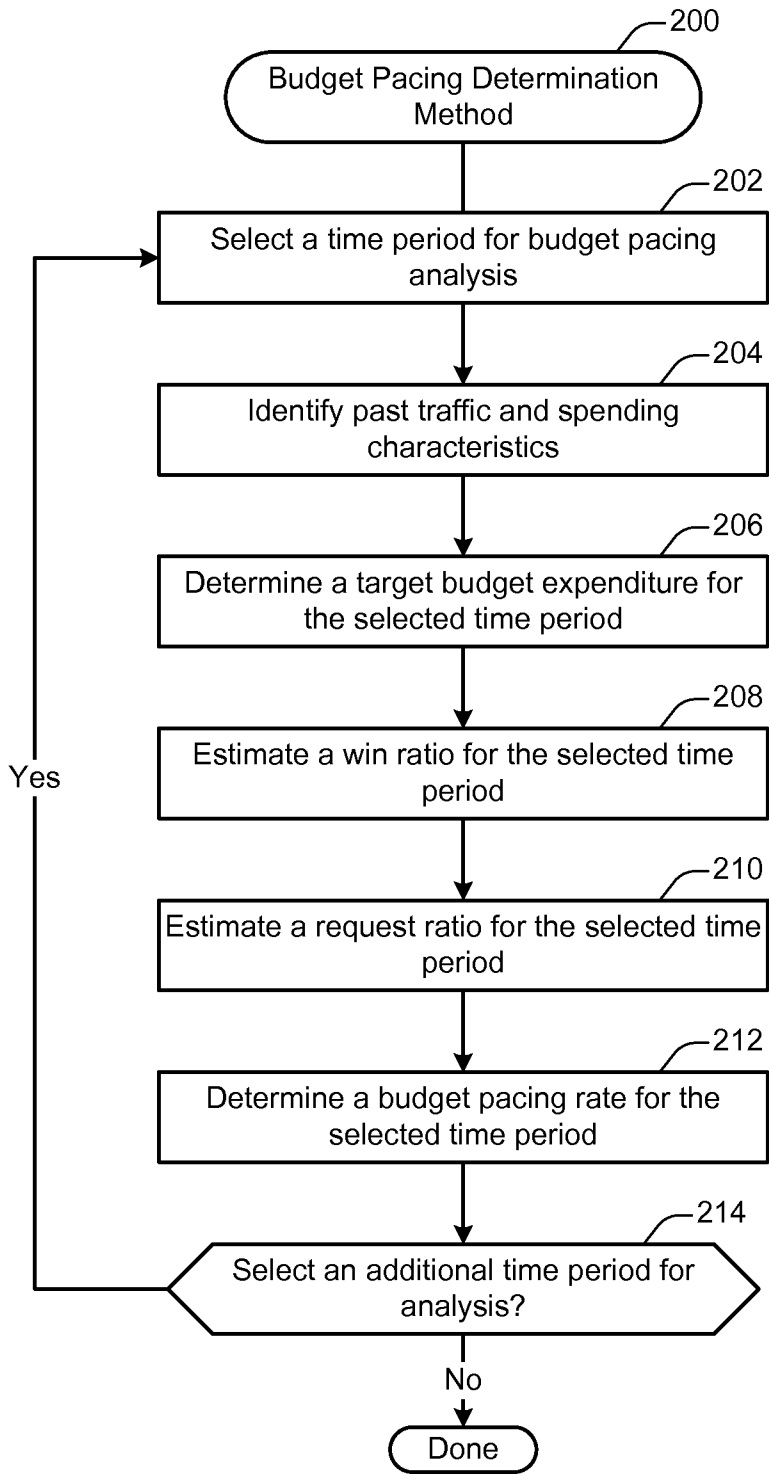 200
Budget Pacing Determination
Method
202
Select a time period for budget pacing
analysis
204
Identify past traffic and spending
characteristics
206
Determine a target budget expenditure for
the selected time period
208
Estimate a win ratio for the selected time
period
Yes
210
Estimate a request ratio for the selected time
period
212
Determine a budget pacing rate for the
selected time period
214
Select an additional time period for
analysis?
No
Done